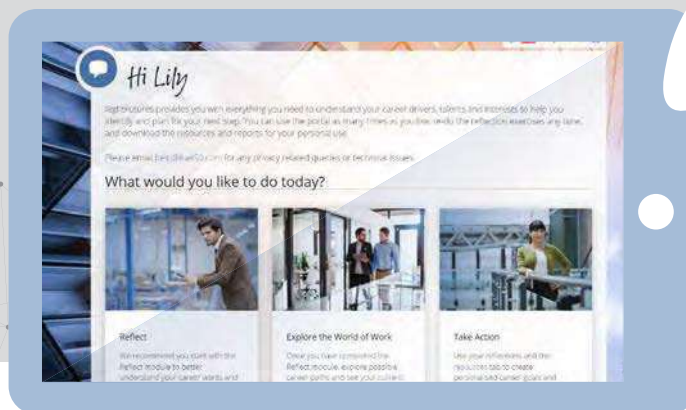 Hi Lily
provides you with everything you need to understand your career drivers, talents and interests to help you
identify and plan for your next step. You can use the portal as many times as you like, re-do the reflection exercises any time,
and download the resources and reports for your personal use.
Please email for any privacy related queries or technical issues.
What would you like to do today?
Reflect
Explore the World of Work
Take Action
We recommend you start with the
Once you have completed the
Use your reflections and the
Reflect module to better
Reflect module, explore possible
resources tab to create
understand your career wants and
career paths and see your current
personalised career goals and